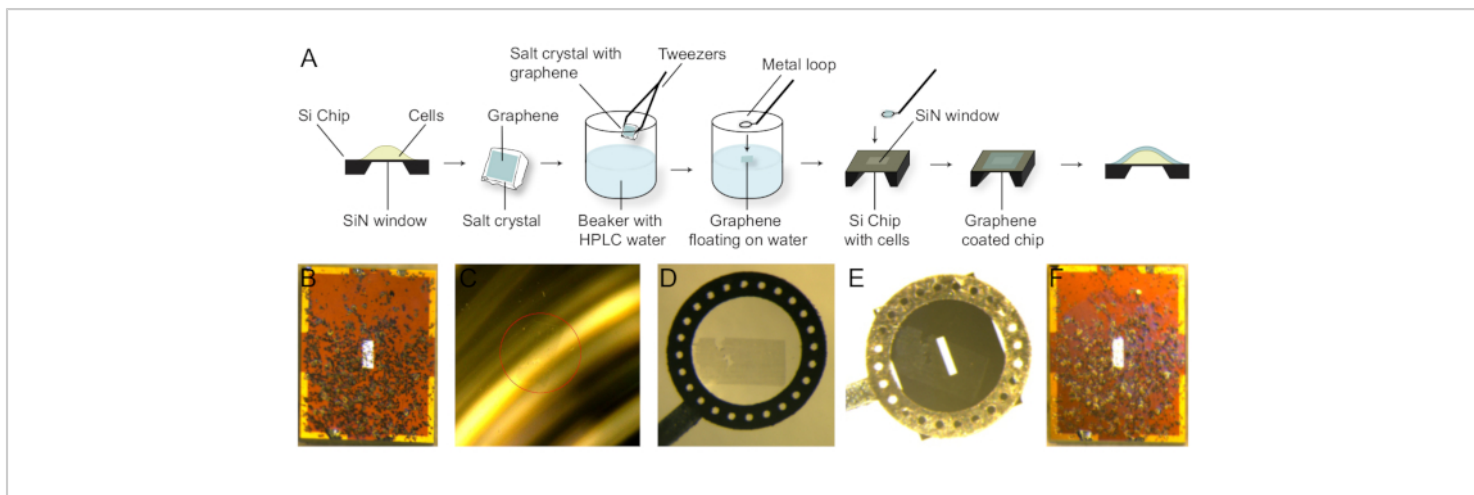 A
Salt crystal with
graphene
Tweezers
Metal loop
Si Chip
Cells
Graphene
SiN window
SiN window
Salt crystal
Beaker with
HPLC water
Graphene
floating on water
Si Chip
with cells
Graphene
coated chip
B
C
D
E
F